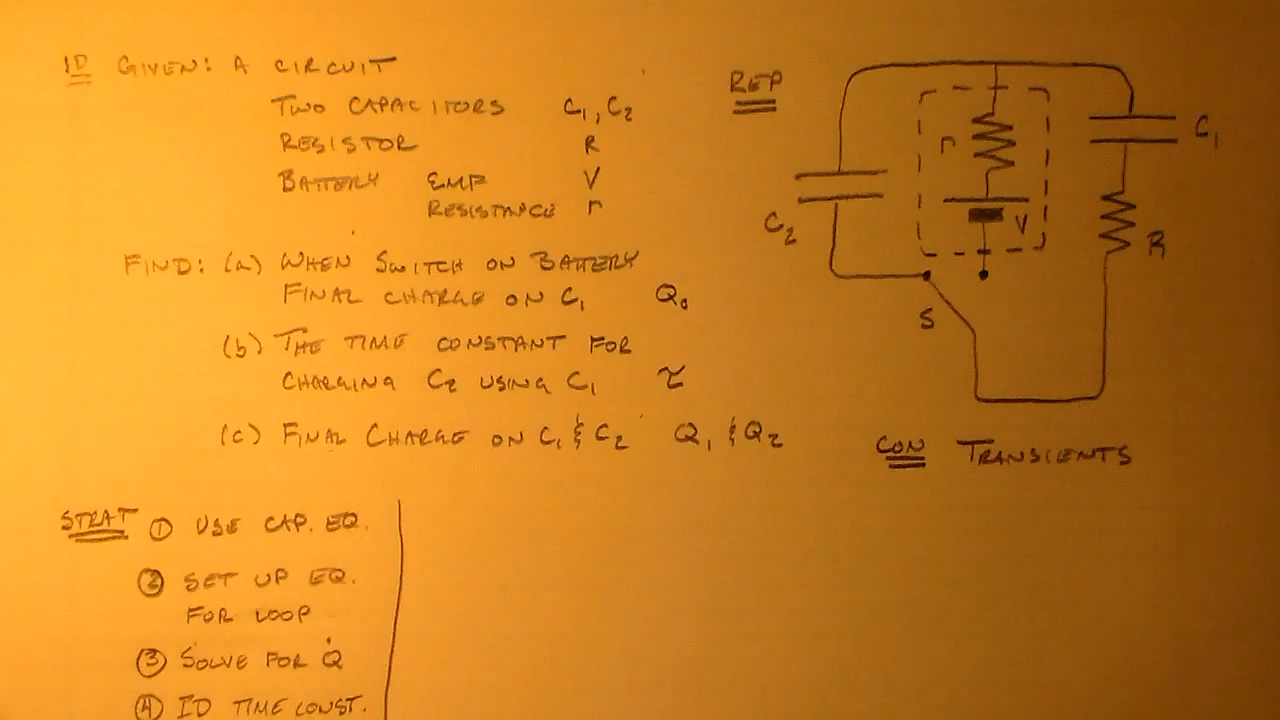 ID GIVEN: A CIRCUIT
TWO CAPACITORS C₁, C₂
RESISTOR R
BATTERY EMF V
RESISTANCE r
FIND: (a) WHEN SWITCH ON BATTERY
FINAL CHARGE ON C₁ Q₀
(b) THE TIME CONSTANT FOR
CHARGING C₂ USING C₁ τ
(c) FINAL CHARGE ON C₁ & C₂ Q₁ & Q₂
REP
r
C₁
V
C₂
R
S
CON TRANSIENTS
STRAT ① USE CAP. EQ.
② SET UP EQ.
FOR LOOP
③ SOLVE FOR Q̇
④ ID TIME CONST.